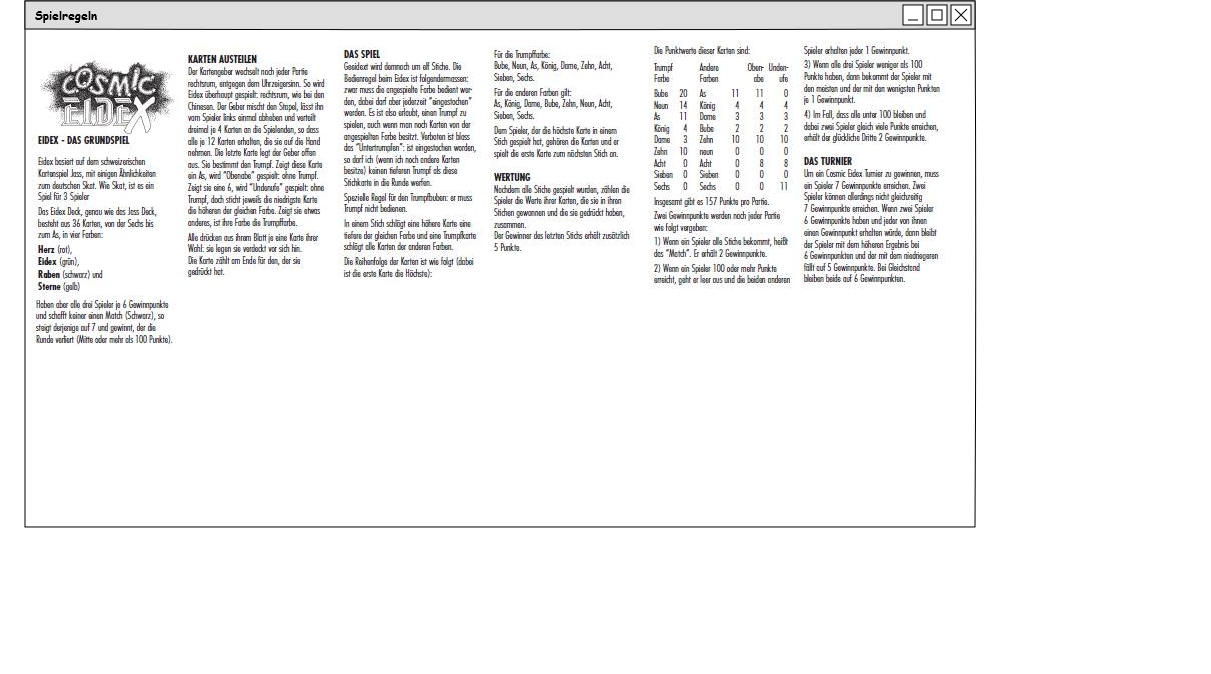 Spielregeln
COSMIC
EIDEX
EIDEX - DAS GRUNDSPIEL
Eidex basiert auf dem schweizerischen
Kartenspiel Jass, mit einigen Ähnlichkeiten
zum deutschen Skat. Wie Skat, ist es ein
Spiel für 3 Spieler
Das Eidex Deck, genau wie das Jass Deck,
besteht aus 36 Karten, von der Sechs bis
zum As, in vier Farben:
Herz (rot),
Eidex (grün),
Raben (schwarz) und
Sterne (gelb)
Haben aber alle drei Spieler je 6 Gewinnpunkte
und schafft keiner einen Match (Schwarz), so
steigt derjenige auf 7 und gewinnt, der die
Runde verliert (Mitte oder mehr als 100 Punkte).
KARTEN AUSTEILEN
Der Kartengeber wechselt nach jeder Partie
rechtsrum, entgegen dem Uhrzeigersinn. So wird
Eidex überhaupt gespielt: rechtsrum, wie bei den
Chinesen. Der Geber mischt den Stapel, lässt ihn
vom Spieler links einmal abheben und verteilt
dreimal je 4 Karten an die Spielenden, so dass
alle je 12 Karten erhalten, die sie auf die Hand
nehmen. Die letzte Karte legt der Geber offen
aus. Sie bestimmt den Trumpf. Zeigt diese Karte
ein As, wird "Obenabe" gespielt: ohne Trumpf.
Zeigt sie eine 6, wird "Undenufe" gespielt: ohne
Trumpf, doch sticht jeweils die niedrigste Karte
die höheren der gleichen Farbe. Zeigt sie etwas
anderes, ist ihre Farbe die Trumpffarbe.
Alle drücken aus ihrem Blatt je eine Karte ihrer
Wahl: sie legen sie verdeckt vor sich hin.
Die Karte zählt am Ende für den, der sie
gedrückt hat.
DAS SPIEL
Geeidext wird demnach um elf Stiche. Die
Bedienregel beim Eidex ist folgendermassen:
zwar muss die angespielte Farbe bedient wer-
den, dabei darf aber jederzeit "eingestochen"
werden. Es ist also erlaubt, einen Trumpf zu
spielen, auch wenn man noch Karten von der
angespielten Farbe besitzt. Verboten ist bloss
das "Untertrumpfen": ist eingestochen worden,
so darf ich (wenn ich noch andere Karten
besitze) keinen tieferen Trumpf als diese
Stichkarte in die Runde werfen.
Spezielle Regel für den Trumpfbuben: er muss
Trumpf nicht bedienen.
In einem Stich schlägt eine höhere Karte eine
tiefere der gleichen Farbe und eine Trumpfkarte
schlägt alle Karten der anderen Farben.
Die Reihenfolge der Karten ist wie folgt (dabei
ist die erste Karte die Höchste):
Für die Trumpffarbe:
Bube, Neun, As, König, Dame, Zehn, Acht,
Sieben, Sechs.
Für die anderen Farben gilt:
As, König, Dame, Bube, Zehn, Neun, Acht,
Sieben, Sechs.
Dem Spieler, der die höchste Karte in einem
Stich gespielt hat, gehören die Karten und er
spielt die erste Karte zum nächsten Stich an.
WERTUNG
Nachdem alle Stiche gespielt wurden, zählen die
Spieler die Werte ihrer Karten, die sie in ihren
Stichen gewonnen und die sie gedrückt haben,
zusammen.
Der Gewinner des letzten Stichs erhält zusätzlich
5 Punkte.
Die Punktwerte dieser Karten sind:
Trumpf Andere Oben- Unden-
Farbe Farben abe ufe
Bube 20 As 11 11 0
Neun 14 König 4 4 4
As 11 Dame 3 3 3
König 4 Bube 2 2 2
Dame 3 Zehn 10 10 10
Zehn 10 neun 0 0 0
Acht 0 Acht 0 8 8
Sieben 0 Sieben 0 0 0
Sechs 0 Sechs 0 0 11
Insgesamt gibt es 157 Punkte pro Partie.
Zwei Gewinnpunkte werden nach jeder Partie
wie folgt vergeben:
1) Wenn ein Spieler alle Stiche bekommt, heißt
das "Match". Er erhält 2 Gewinnpunkte.
2) Wenn ein Spieler 100 oder mehr Punkte
erreicht, geht er leer aus und die beiden anderen
Spieler erhalten jeder 1 Gewinnpunkt.
3) Wenn alle drei Spieler weniger als 100
Punkte haben, dann bekommt der Spieler mit
den meisten und der mit den wenigsten Punkten
je 1 Gewinnpunkt.
4) Im Fall, dass alle unter 100 bleiben und
dabei zwei Spieler gleich viele Punkte erreichen,
erhält der glückliche Dritte 2 Gewinnpunkte.
DAS TURNIER
Um ein Cosmic Eidex Turnier zu gewinnen, muss
ein Spieler 7 Gewinnpunkte erreichen. Zwei
Spieler können allerdings nicht gleichzeitig
7 Gewinnpunkte erreichen. Wenn zwei Spieler
6 Gewinnpunkte haben und jeder von ihnen
einen Gewinnpunkt erhalten würde, dann bleibt
der Spieler mit dem höheren Ergebnis bei
6 Gewinnpunkten und der mit dem niedriegeren
fällt auf 5 Gewinnpunkte. Bei Gleichstand
bleiben beide auf 6 Gewinnpunkten.